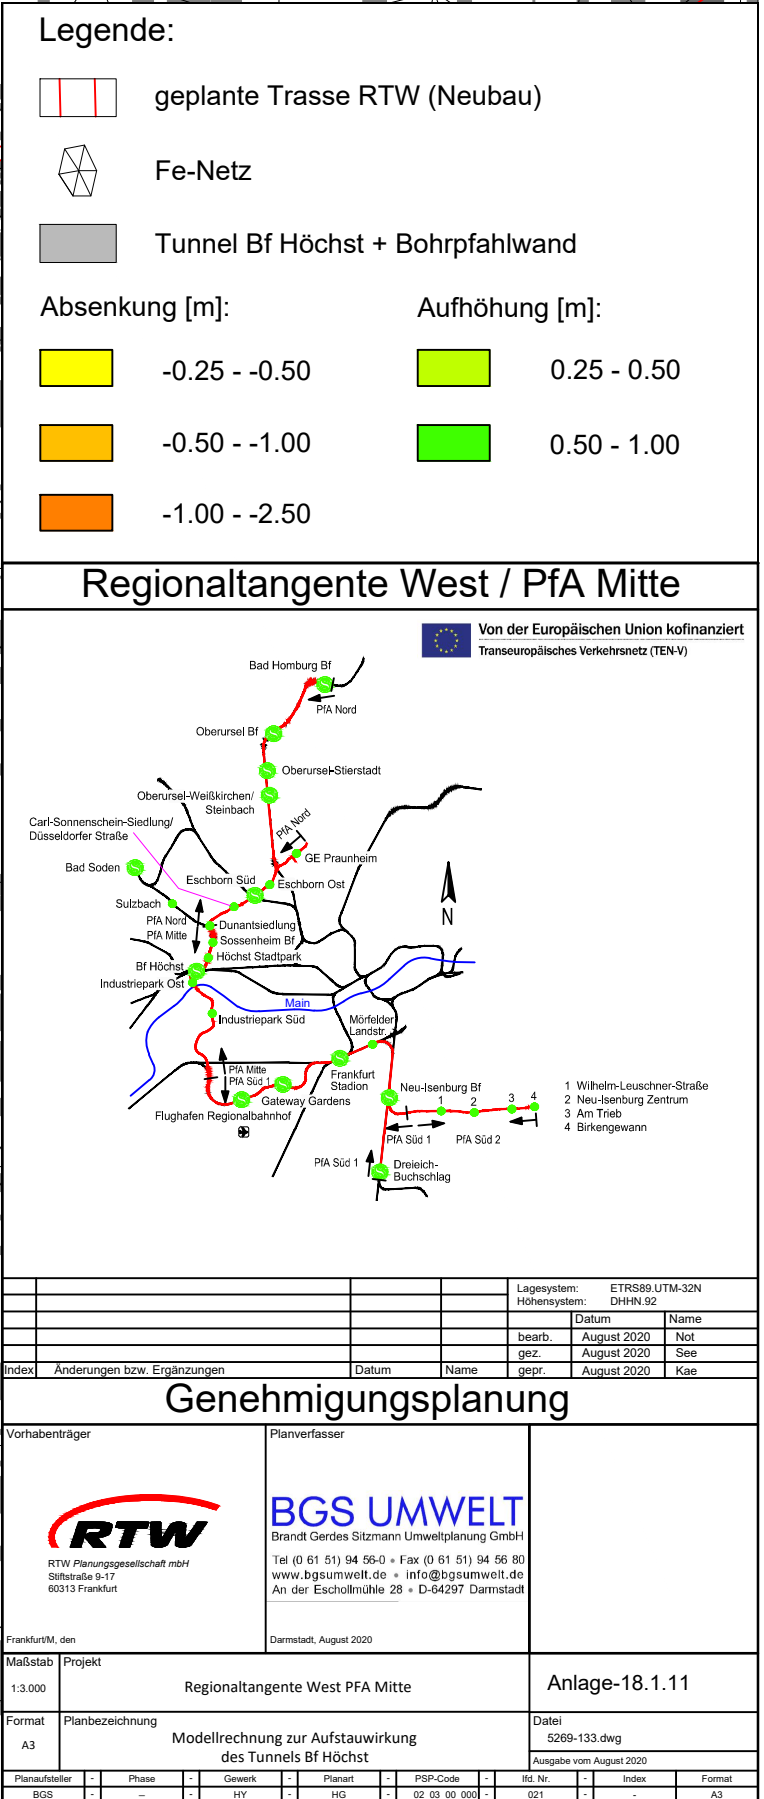 Legende:
geplante Trasse RTW (Neubau)
Fe-Netz
Tunnel Bf Höchst + Bohrpfahlwand
Absenkung [m]:
Aufhöhung [m]:
-0.25 - -0.50
0.25 - 0.50
-0.50 - -1.00
0.50 - 1.00
-1.00 - -2.50
Regionaltangente West / PfA Mitte
Von der Europäischen Union kofinanziert
Transeuropäisches Verkehrsnetz (TEN-V)
Bad Homburg Bf
PfA Nord
Oberursel Bf
Oberursel-Stierstadt
Oberursel-Weißkirchen/
Steinbach
Carl-Sonnenschein-Siedlung/
Düsseldorfer Straße
PfA Nord
GE Praunheim
Bad Soden
Eschborn Süd
Eschborn Ost
Sulzbach
PfA Nord
PfA Mitte
Dunantsiedlung
Sossenheim Bf
Höchst Stadtpark
N
Bf Höchst
Industriepark Ost
Main
Industriepark Süd
Mörfelder
Landstr.
PfA Mitte
PfA Süd 1
Frankfurt
Stadion
Gateway Gardens
Flughafen Regionalbahnhof
Neu-Isenburg Bf
1 2 3 4
1 Wilhelm-Leuschner-Straße
2 Neu-Isenburg Zentrum
3 Am Trieb
4 Birkengewann
PfA Süd 1
PfA Süd 2
PfA Süd 1
Dreieich-
Buchschlag
Lagesystem: ETRS89.UTM-32N
Höhensystem: DHHN.92
Datum Name
bearb. August 2020 Not
gez. August 2020 See
Index Änderungen bzw. Ergänzungen Datum Name gepr. August 2020 Kae
Genehmigungsplanung
Vorhabenträger
Planverfasser
RTW
RTW Planungsgesellschaft mbH
Stiftstraße 9-17
60313 Frankfurt
BGS UMWELT
Brandt Gerdes Sitzmann Umweltplanung GmbH
Tel (0 61 51) 94 56-0 • Fax (0 61 51) 94 56 80
www.bgsumwelt.de • info@bgsumwelt.de
An der Eschollmühle 28 • D-64297 Darmstadt
Frankfurt/M, den
Darmstadt, August 2020
Maßstab Projekt
1:3.000 Regionaltangente West PFA Mitte
Anlage-18.1.11
Format Planbezeichnung
A3
Modellrechnung zur Aufstauwirkung
des Tunnels Bf Höchst
Datei
5269-133.dwg
Ausgabe vom August 2020
Planaufsteller - Phase - Gewerk - Planart - PSP-Code - lfd. Nr. - Index Format
BGS - – - HY - HG - 02 03 00 000 - 021 - - A3